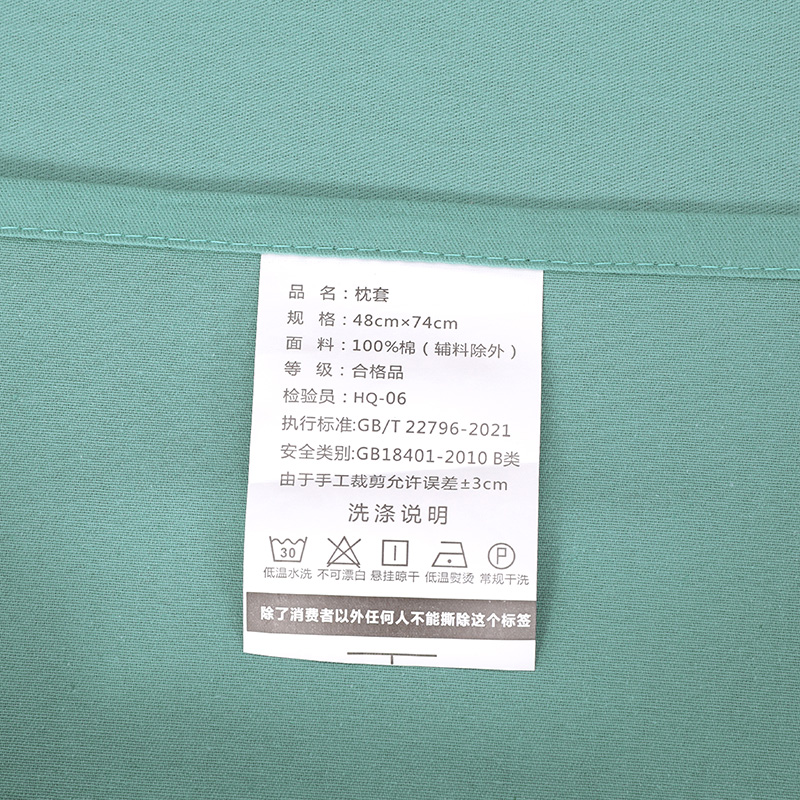 品 名：枕套
规 格：48cm×74cm
面 料：100%棉（辅料除外）
等 级：合格品
检验员：HQ-06
执行标准:GB/T 22796-2021
安全类别:GB18401-2010 B类
由于手工裁剪允许误差±3cm
洗涤说明
30 P
低温水洗 不可漂白 悬挂晾干 低温熨烫 常规干洗
除了消费者以外任何人不能撕除这个标签